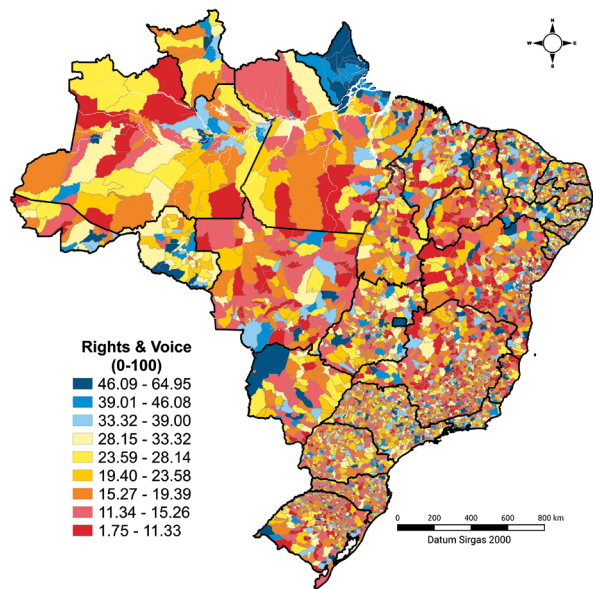 N
W
E
S
Rights & Voice
(0-100)
46.09 - 64.95
39.01 - 46.08
33.32 - 39.00
28.15 - 33.32
23.59 - 28.14
19.40 - 23.58
15.27 - 19.39
11.34 - 15.26
1.75 - 11.33
0 200 400 600 800 km
Datum Sirgas 2000